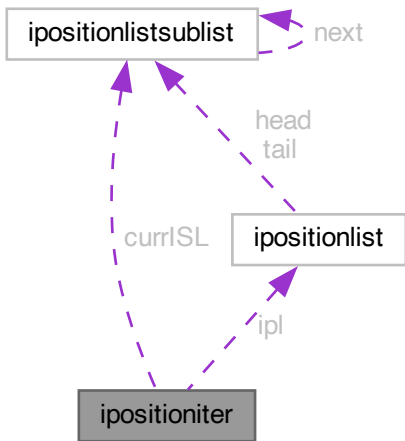 ipositionlistsublist
next
head
tail
ipositionlist
currISL
ipl
ipositioniter